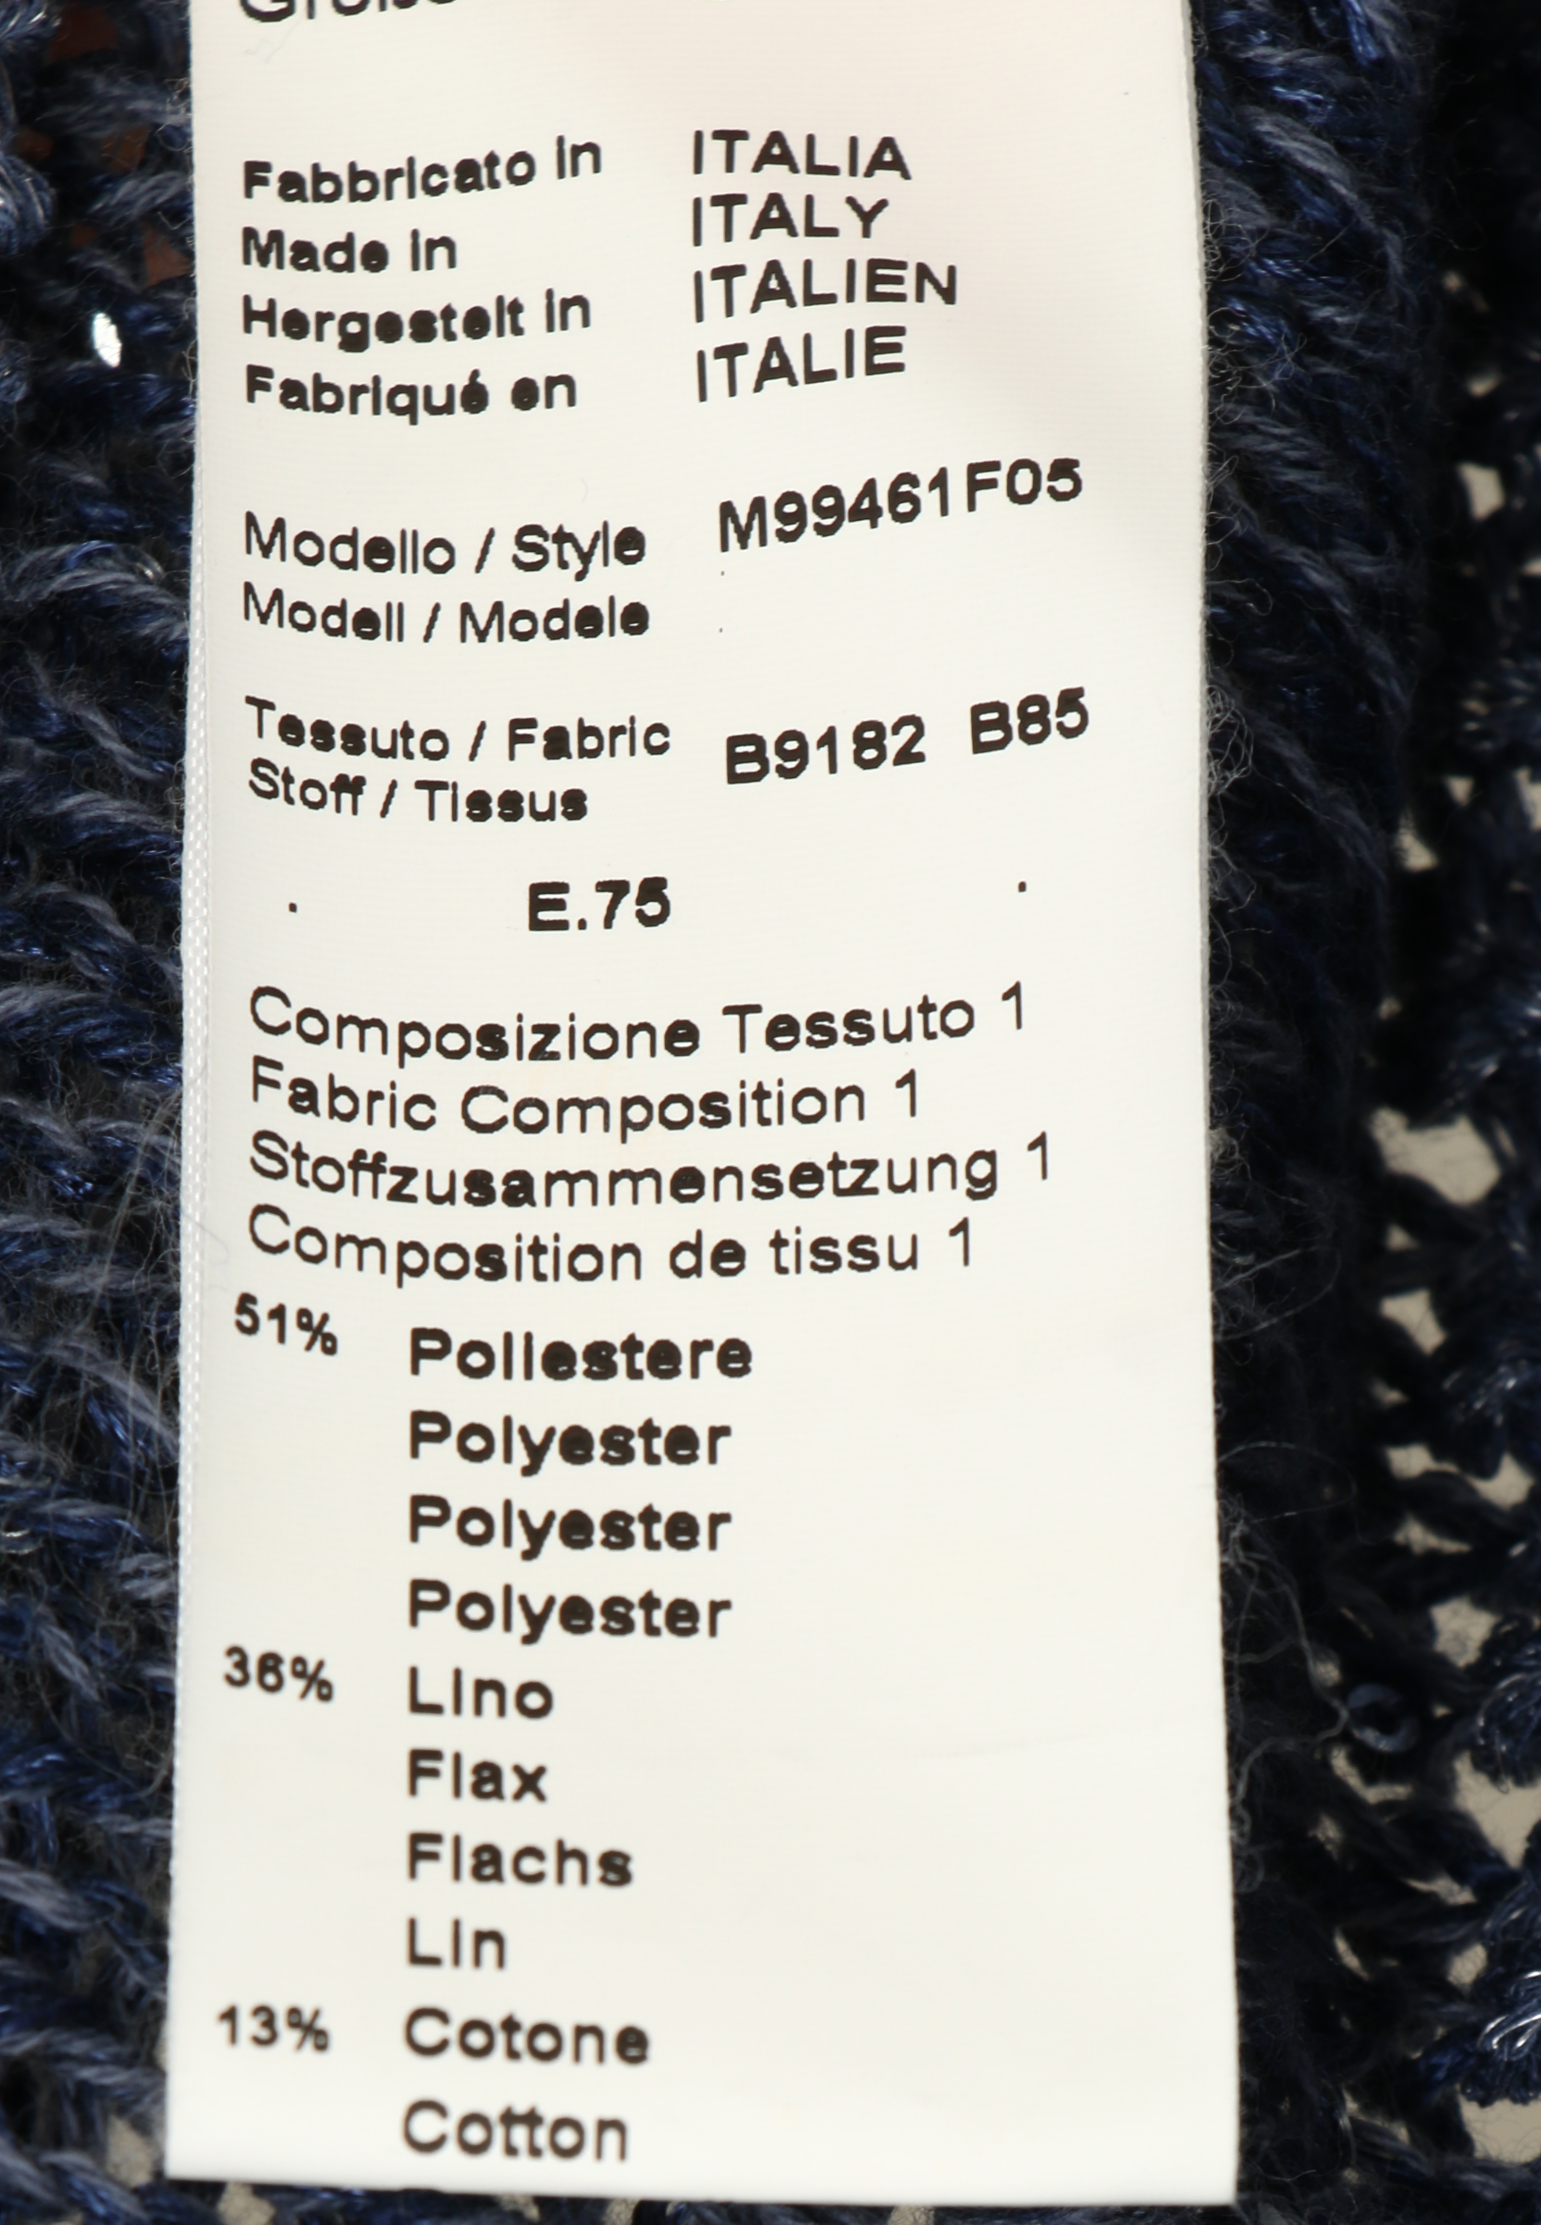 Größe
Fabbricato in ITALIA
Made in ITALY
Hergestelt in ITALIEN
Fabriqué en ITALIE
Modello / Style M99461F05
Modell / Modele
Tessuto / Fabric B9182 B85
Stoff / Tissus
E.75
Composizione Tessuto 1
Fabric Composition 1
Stoffzusammensetzung 1
Composition de tissu 1
51% Poliestere
Polyester
Polyester
Polyester
36% Lino
Flax
Flachs
Lin
13% Cotone
Cotton